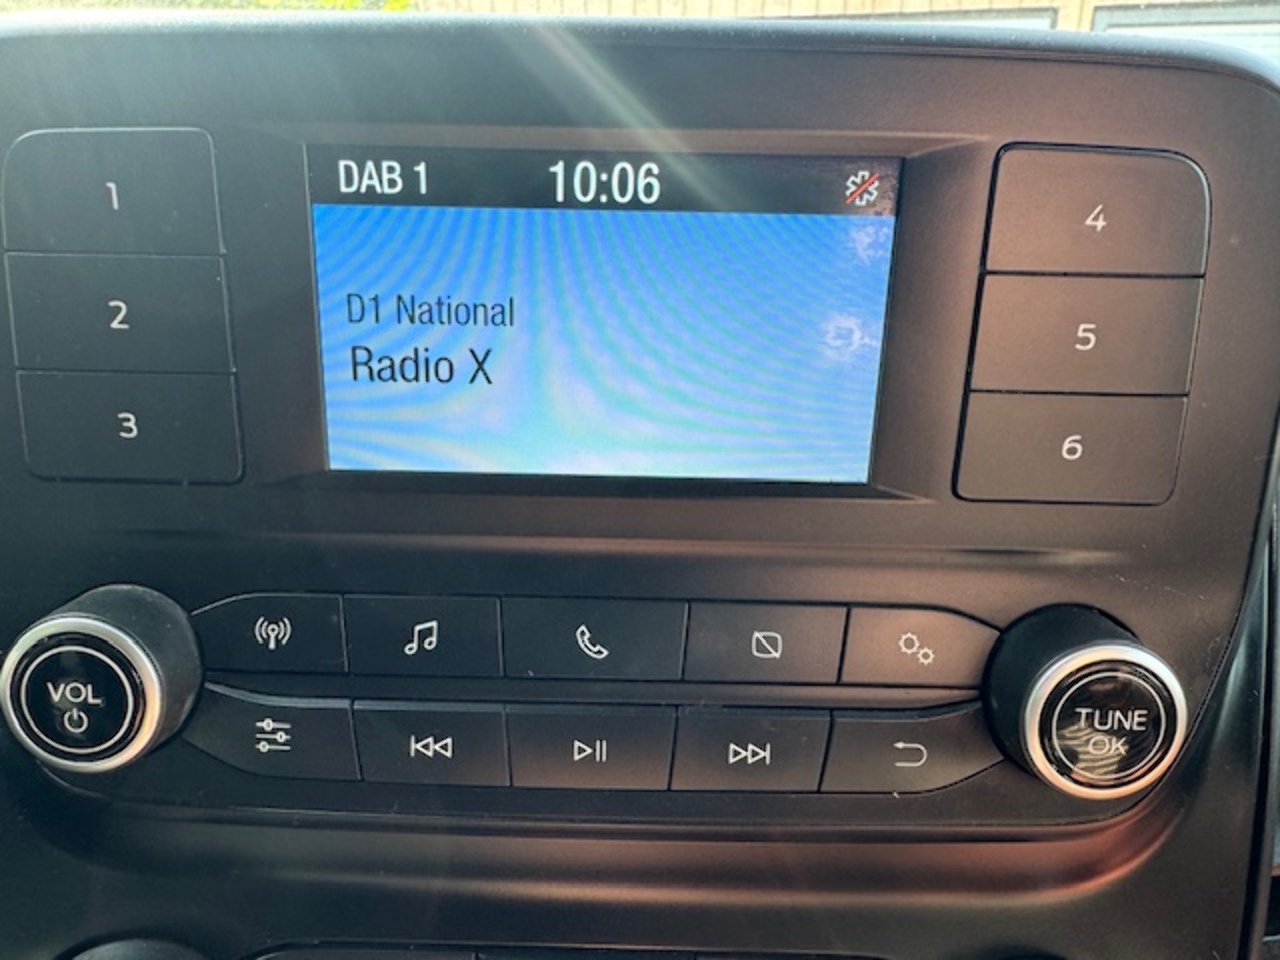 DAB 1
10:06
D1 National
Radio X
1
2
3
4
5
6
VOL
TUNE
OK